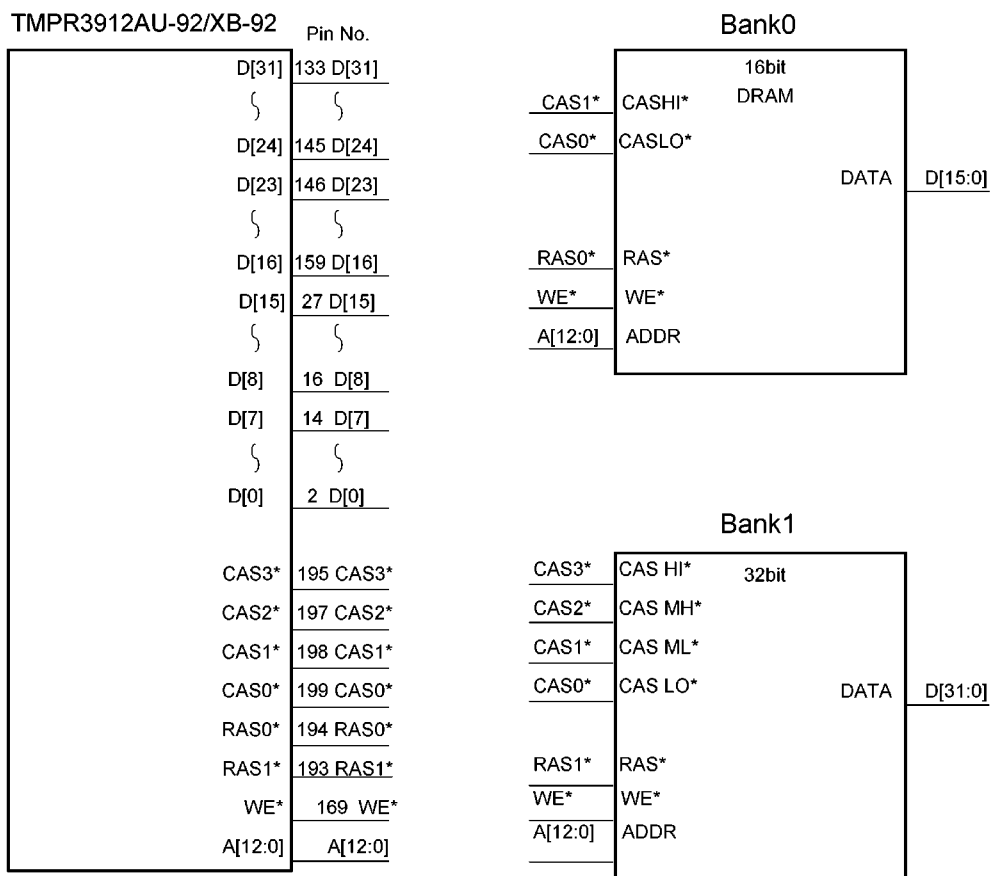 TMPR3912AU-92/XB-92
Pin No.
D[31] 133 D[31]
D[24] 145 D[24]
D[23] 146 D[23]
D[16] 159 D[16]
D[15] 27 D[15]
D[8] 16 D[8]
D[7] 14 D[7]
D[0] 2 D[0]
CAS3* 195 CAS3*
CAS2* 197 CAS2*
CAS1* 198 CAS1*
CAS0* 199 CAS0*
RAS0* 194 RAS0*
RAS1* 193 RAS1*
WE* 169 WE*
A[12:0] A[12:0]
Bank0
16bit
DRAM
CAS1* CASHI*
CAS0* CASLO*
DATA D[15:0]
RAS0* RAS*
WE* WE*
A[12:0] ADDR
Bank1
32bit
CAS3* CAS HI*
CAS2* CAS MH*
CAS1* CAS ML*
CAS0* CAS LO*
DATA D[31:0]
RAS1* RAS*
WE* WE*
A[12:0] ADDR